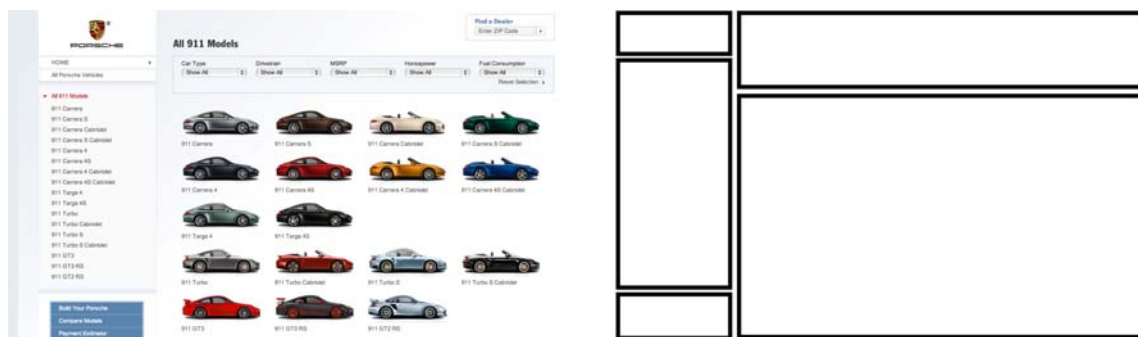 PORSCHE
HOME
All Porsche Vehicles
All 911 Models
911 Carrera
911 Carrera S
911 Carrera Cabriolet
911 Carrera S Cabriolet
911 Carrera 4
911 Carrera 4S
911 Carrera 4 Cabriolet
911 Carrera 4S Cabriolet
911 Targa 4
911 Targa 4S
911 Turbo
911 Turbo Cabriolet
911 Turbo S
911 Turbo S Cabriolet
911 GT3
911 GT3 RS
911 GT2 RS
Build Your Porsche
Compare Models
Payment Estimator
Find a Dealer
Enter ZIP Code
All 911 Models
Car Type Drivetrain MSRP Horsepower Fuel Consumption
Show All Show All Show All Show All Show All
Reset Selection
911 Carrera 911 Carrera S 911 Carrera Cabriolet 911 Carrera S Cabriolet
911 Carrera 4 911 Carrera 4S 911 Carrera 4 Cabriolet 911 Carrera 4S Cabriolet
911 Targa 4 911 Targa 4S
911 Turbo 911 Turbo Cabriolet 911 Turbo S 911 Turbo S Cabriolet
911 GT3 911 GT3 RS 911 GT2 RS